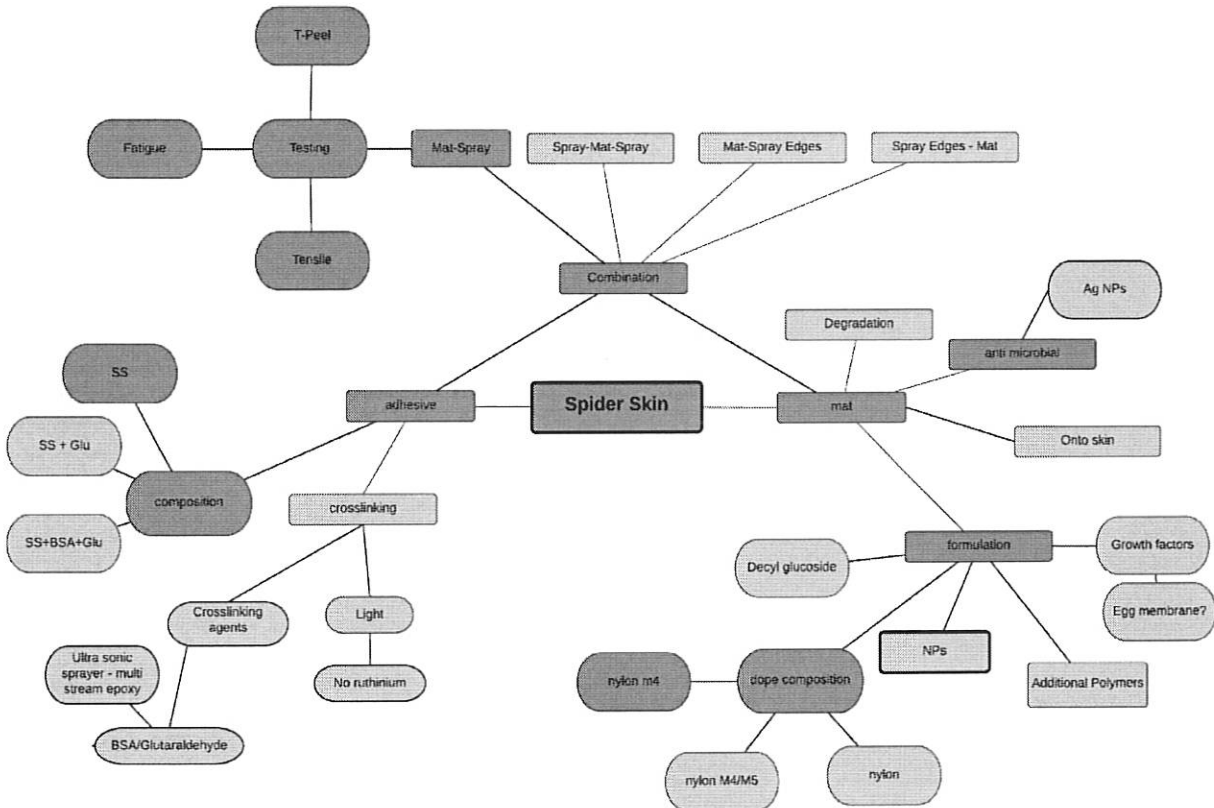 T-Peel
Fatigue
Testing
Mat-Spray
Spray-Mat-Spray
Mat-Spray Edges
Spray Edges - Mat
Tensile
Combination
Ag NPs
Degradation
anti microbial
SS
adhesive
Spider Skin
mat
SS + Glu
Onto skin
composition
crosslinking
SS+BSA+Glu
formulation
Growth factors
Decyl glucoside
Crosslinking
agents
Light
Egg membrane?
NPs
Ultra sonic
sprayer - multi
stream epoxy
No ruthinium
nylon m4
dope composition
Additional Polymers
BSA/Glutaraldehyde
nylon M4/M5
nylon